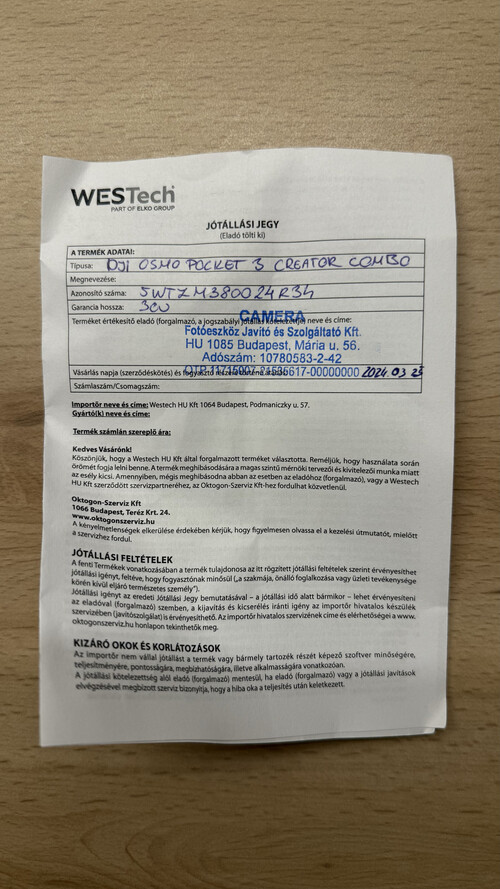 WESTech
PART OF ELKO GROUP
JÓTÁLLÁSI JEGY
(Eladó tölti ki)
A TERMÉK ADATAI:
Típusa: DJI OSMO POCKET 3 CREATOR COMBO
Megnevezése:
Azonosító száma: 5WTZM380024R34
Garancia hossza: 3
CAMERA
Terméket értékesítő eladó (forgalmazó, a jogszabályi jótállás kötelezettje) neve és címe:
Fotóeszköz Javító és Szolgáltató Kft.
HU 1085 Budapest, Mária u. 56.
Adószám: 10780583-2-42
Vásárlás napja (szerződéskötés) és fogyasztó részére 2024.03 25
Számlaszám/Csomagszám:
Importőr neve és címe: Westech HU Kft 1064 Budapest, Podmaniczky u. 57.
Gyártó(k) neve és címe:
Termék számlán szereplő ára:
Kedves Vásárónk!
Köszönjük, hogy a Westech HU Kft által forgalmazott terméket választotta. Reméljük, hogy használata során
örömét fogja lelni benne. A termék meghibásodására a magas szintű mérnöki tervezői és kivitelezői munka miatt
az esély kicsi. Amennyiben, mégis meghibásodna abban az esetben az eladóhoz (forgalmazó), vagy a Westech
HU Kft szerződött szervizpartneréhez, az Oktogon-Szerviz Kft-hez fordulhat közvetlenül.
Oktogon-Szerviz Kft
1066 Budapest, Teréz Krt. 24.
www.oktogonszerviz.hu
A kényelmetlenségek elkerülése érdekében kérjük, hogy figyelmesen olvassa el a kezelési útmutatót, mielőtt
a szervizhez fordul.
JÓTÁLLÁSI FELTÉTELEK
A fenti Termékek vonatkozásában a termék tulajdonosa az itt rögzített jótállási feltételek szerint érvényesíthet
jótállási igényt, feltéve, hogy fogyasztónak minősül („a szakmája, önálló foglalkozása vagy üzleti tevékenysége
körén kívül eljáró természetes személy").
Jótállási igényt az eredeti Jótállási Jegy bemutatásával – a jótállási idő alatt bármikor – lehet érvényesíteni
az eladóval (forgalmazó) szemben, a kijavítás és kicserélés iránti igény az importőr hivatalos készülék
szervizében (javítószolgálat) is érvényesíthető. Az importőr hivatalos szervizének címe és elérhetőségei a www.
oktogonszerviz.hu honlapon tekinthetők meg.
KIZÁRÓ OKOK ÉS KORLÁTOZÁSOK
Az importőr nem vállal jótállást a termék vagy bármely tartozék részét képező szoftver minőségére,
teljesítményére, pontosságára, megbízhatóságára, illetve alkalmasságára vonatkozóan.
A jótállási kötelezettség alól eladó (forgalmazó) mentesül, ha eladó (forgalmazó) vagy a jótállási javítások
elvégzésével megbízott szerviz bizonyítja, hogy a hiba oka a teljesítés után keletkezett.